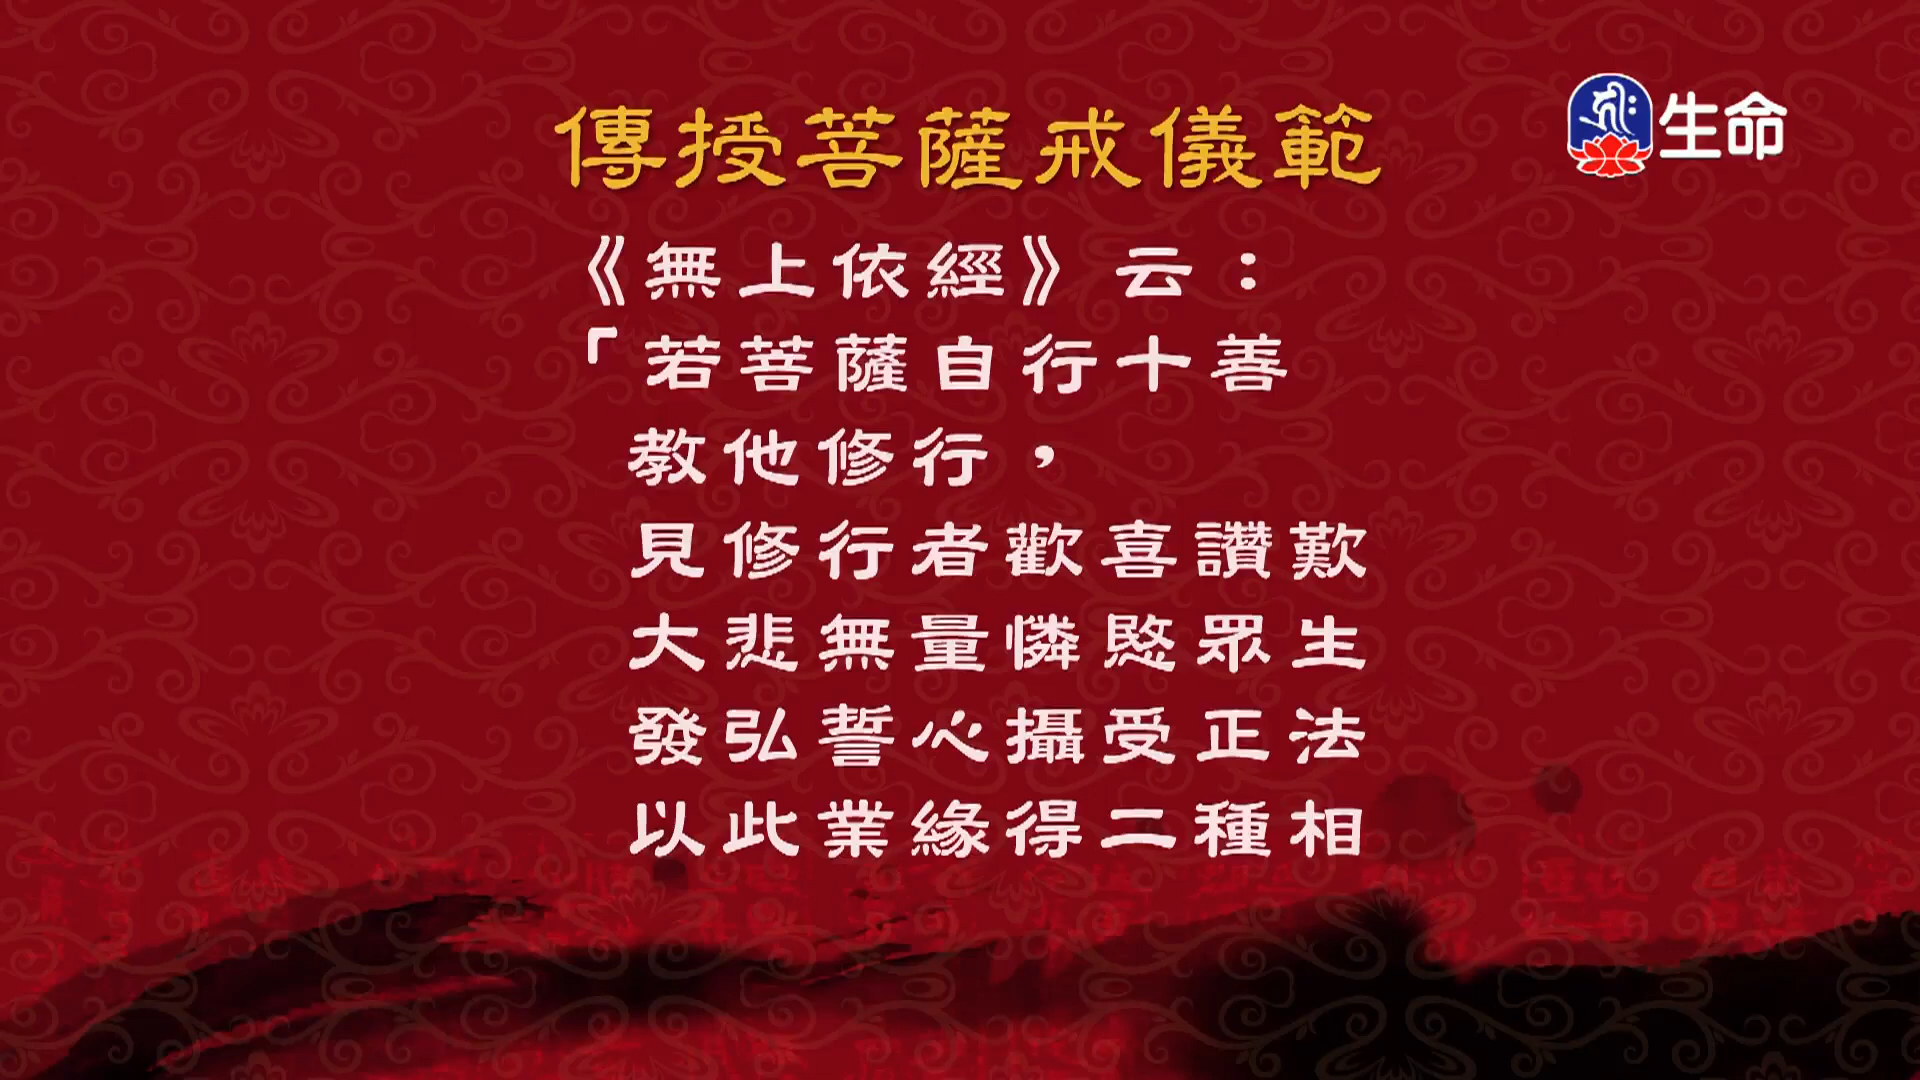 傳授菩薩戒儀範
生命
《無上依經》云：
「若菩薩自行十善
教他修行，
見修行者歡喜讚歎
大悲無量憐愍眾生
發弘誓心攝受正法
以此業緣得二種相